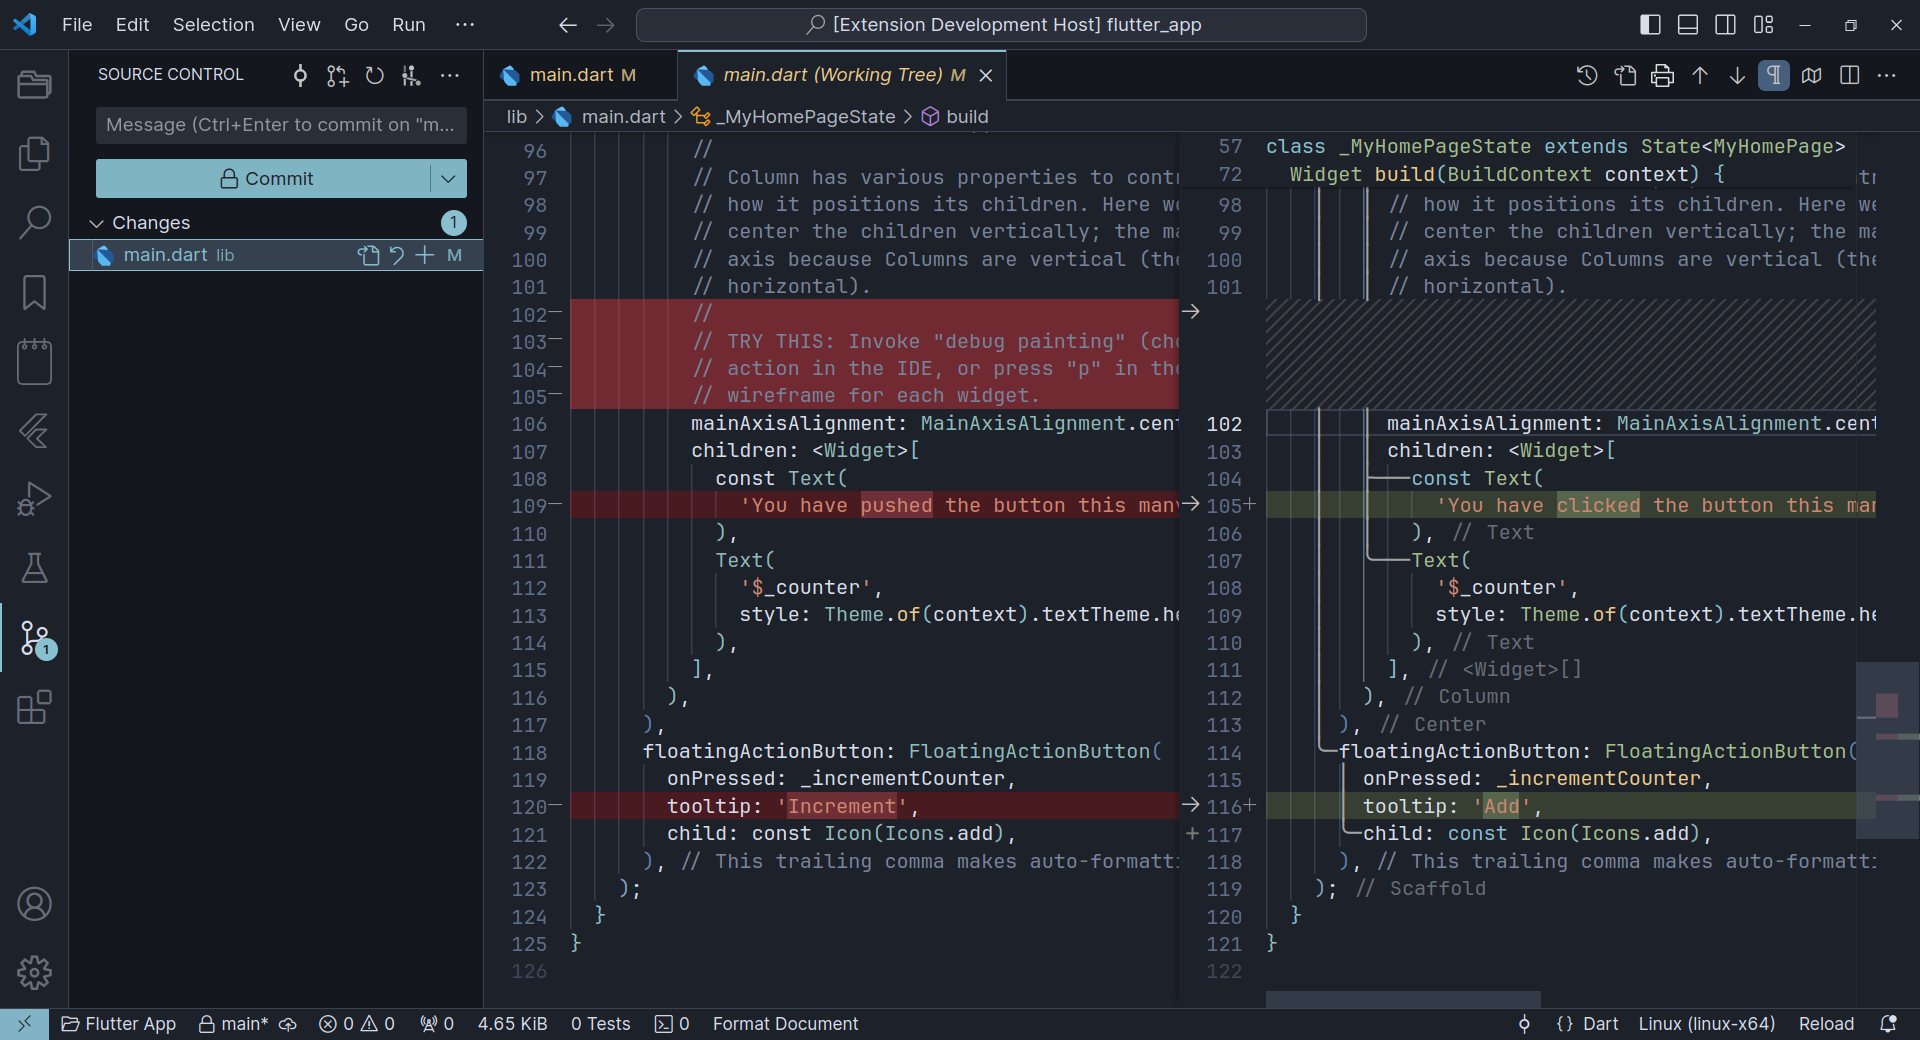 File Edit Selection View Go Run ···
[Extension Development Host] flutter_app
SOURCE CONTROL
Message (Ctrl+Enter to commit on "m...
Commit
Changes 1
main.dart lib M
1
main.dart M
main.dart (Working Tree) M
lib > main.dart > _MyHomePageState > build
96 //
97 // Column has various properties to contr
98 // how it positions its children. Here we
99 // center the children vertically; the ma
100 // axis because Columns are vertical (the
101 // horizontal).
102 — //
103 — // TRY THIS: Invoke "debug painting" (cho
104 — // action in the IDE, or press "p" in the
105 — // wireframe for each widget.
106 mainAxisAlignment: MainAxisAlignment.cent
107 children: <Widget>[
108 const Text(
109 — 'You have pushed the button this many
110 ),
111 Text(
112 '$_counter',
113 style: Theme.of(context).textTheme.he
114 ),
115 ],
116 ),
117 ),
118 floatingActionButton: FloatingActionButton(
119 onPressed: _incrementCounter,
120 — tooltip: 'Increment',
121 child: const Icon(Icons.add),
122 ), // This trailing comma makes auto-formatti
123 );
124 }
125 }
126
57 class _MyHomePageState extends State<MyHomePage>
72 Widget build(BuildContext context) {
98 // how it positions its children. Here we
99 // center the children vertically; the ma
100 // axis because Columns are vertical (the
101 // horizontal).
102 mainAxisAlignment: MainAxisAlignment.cent
103 children: <Widget>[
104 const Text(
105 + 'You have clicked the button this mar
106 ), // Text
107 Text(
108 '$_counter',
109 style: Theme.of(context).textTheme.he
110 ), // Text
111 ], // <Widget>[]
112 ), // Column
113 ), // Center
114 floatingActionButton: FloatingActionButton(
115 onPressed: _incrementCounter,
116 + tooltip: 'Add',
+ 117 child: const Icon(Icons.add),
118 ), // This trailing comma makes auto-formatti
119 ); // Scaffold
120 }
121 }
122
Flutter App main* 0 0 0 4.65 KiB 0 Tests 0 Format Document
{} Dart Linux (linux-x64) Reload